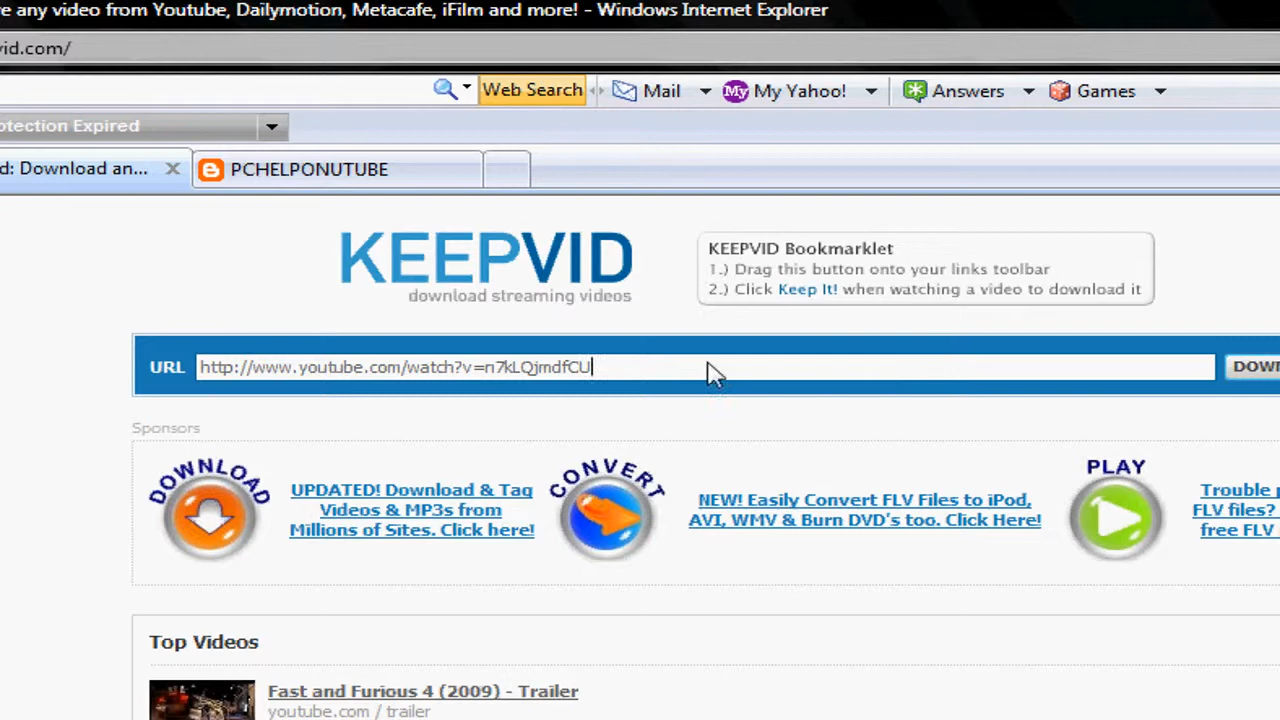 e any video from Youtube, Dailymotion, Metacafe, iFilm and more! - Windows Internet Explorer
vid.com/
Web Search Mail My Yahoo! Answers Games
otection Expired
d: Download an... PCHELPONUTUBE
KEEPVID
download streaming videos
KEEPVID Bookmarklet
1.) Drag this button onto your links toolbar
2.) Click Keep It! when watching a video to download it
URL http://www.youtube.com/watch?v=n7kLQjmdfCU DOWN
Sponsors
DOWNLOAD
UPDATED! Download & Tag
Videos & MP3s from
Millions of Sites. Click here!
CONVERT
NEW! Easily Convert FLV Files to iPod,
AVI, WMV & Burn DVD's too. Click Here!
PLAY
Trouble p
FLV files?
free FLV
Top Videos
Fast and Furious 4 (2009) - Trailer
youtube.com / trailer